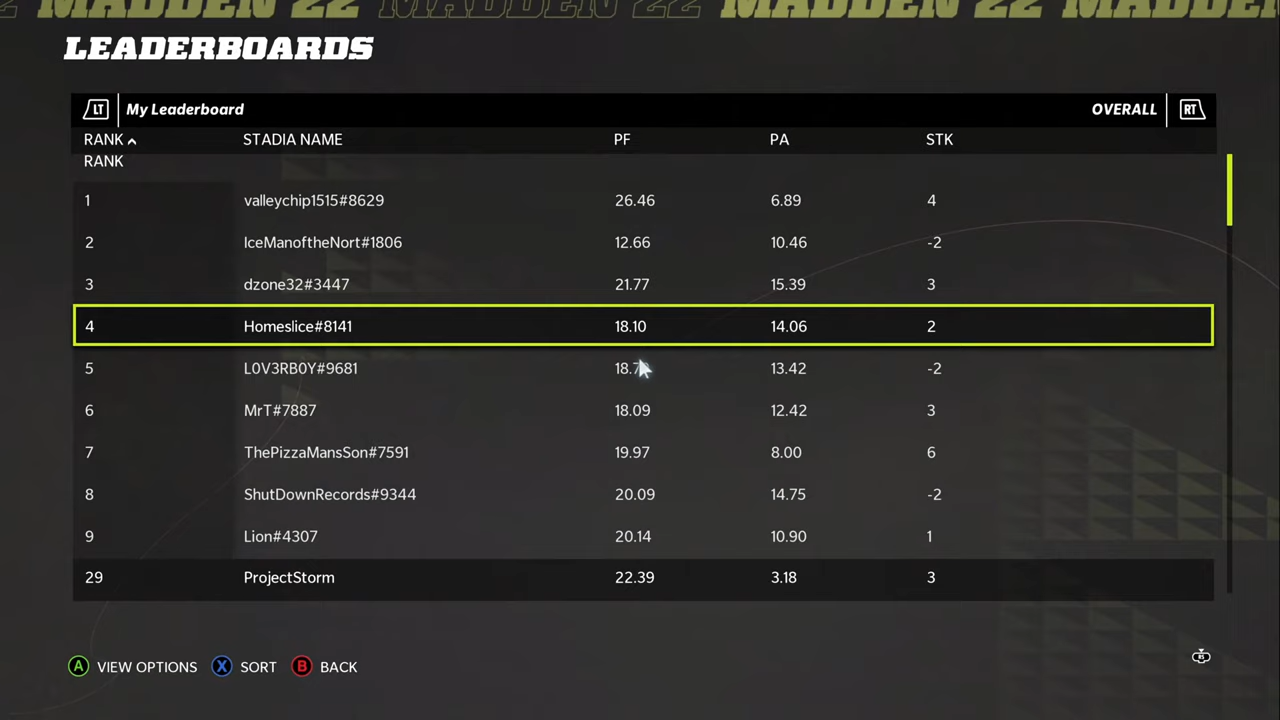 MADDEN 22 MADDEN 22 MADDEN 22 MADDEN
LEADERBOARDS
LT My Leaderboard OVERALL RT
RANK STADIA NAME PF PA STK
RANK
1 valleychip1515#8629 26.46 6.89 4
2 IceManoftheNort#1806 12.66 10.46 -2
3 dzone32#3447 21.77 15.39 3
4 Homeslice#8141 18.10 14.06 2
5 L0V3RB0Y#9681 13.42 -2
6 MrT#7887 18.09 12.42 3
7 ThePizzaMansSon#7591 19.97 8.00 6
8 ShutDownRecords#9344 20.09 14.75 -2
9 Lion#4307 20.14 10.90 1
29 ProjectStorm 22.39 3.18 3
A VIEW OPTIONS X SORT B BACK